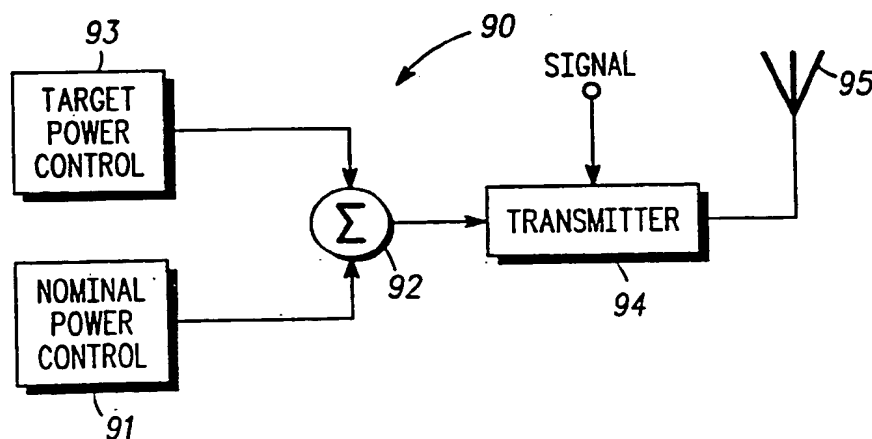 93
90
SIGNAL
95
TARGET
POWER
CONTROL
Σ
TRANSMITTER
92
94
NOMINAL
POWER
CONTROL
91